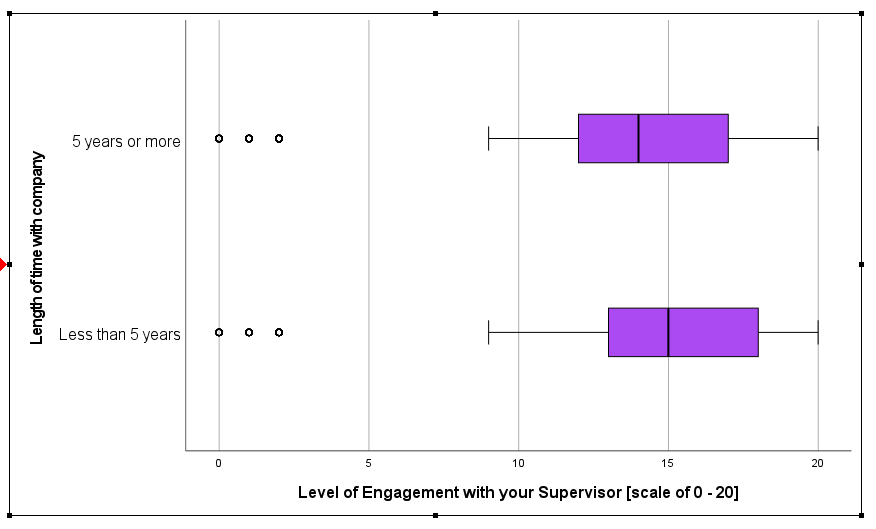 Length of time with company
5 years or more
Less than 5 years
0 5 10 15 20
Level of Engagement with your Supervisor [scale of 0 - 20]